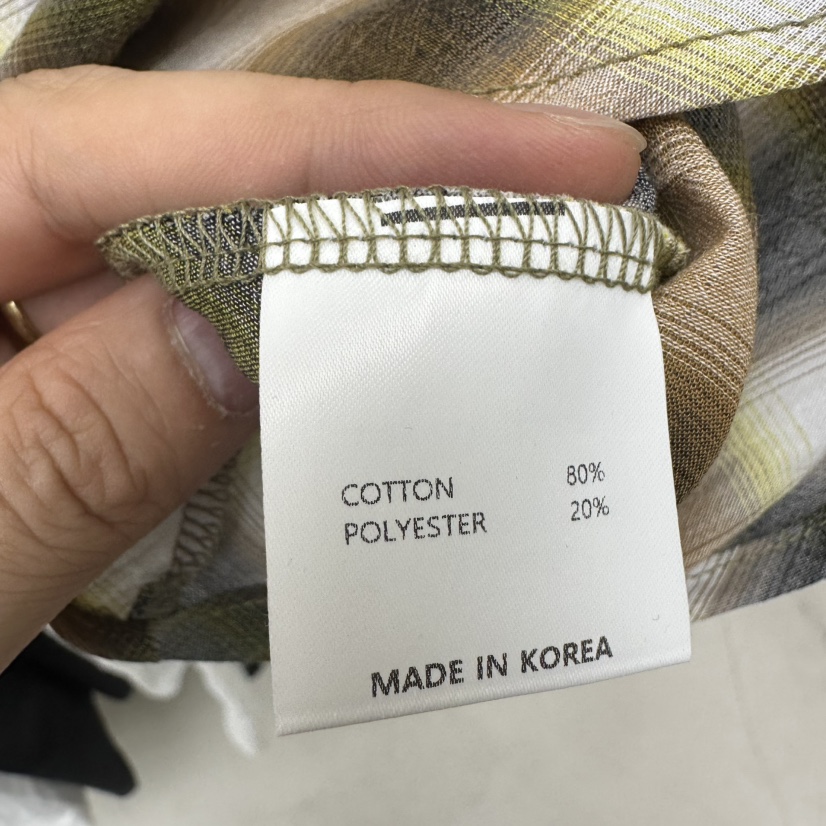 COTTON 80%
POLYESTER 20%
MADE IN KOREA